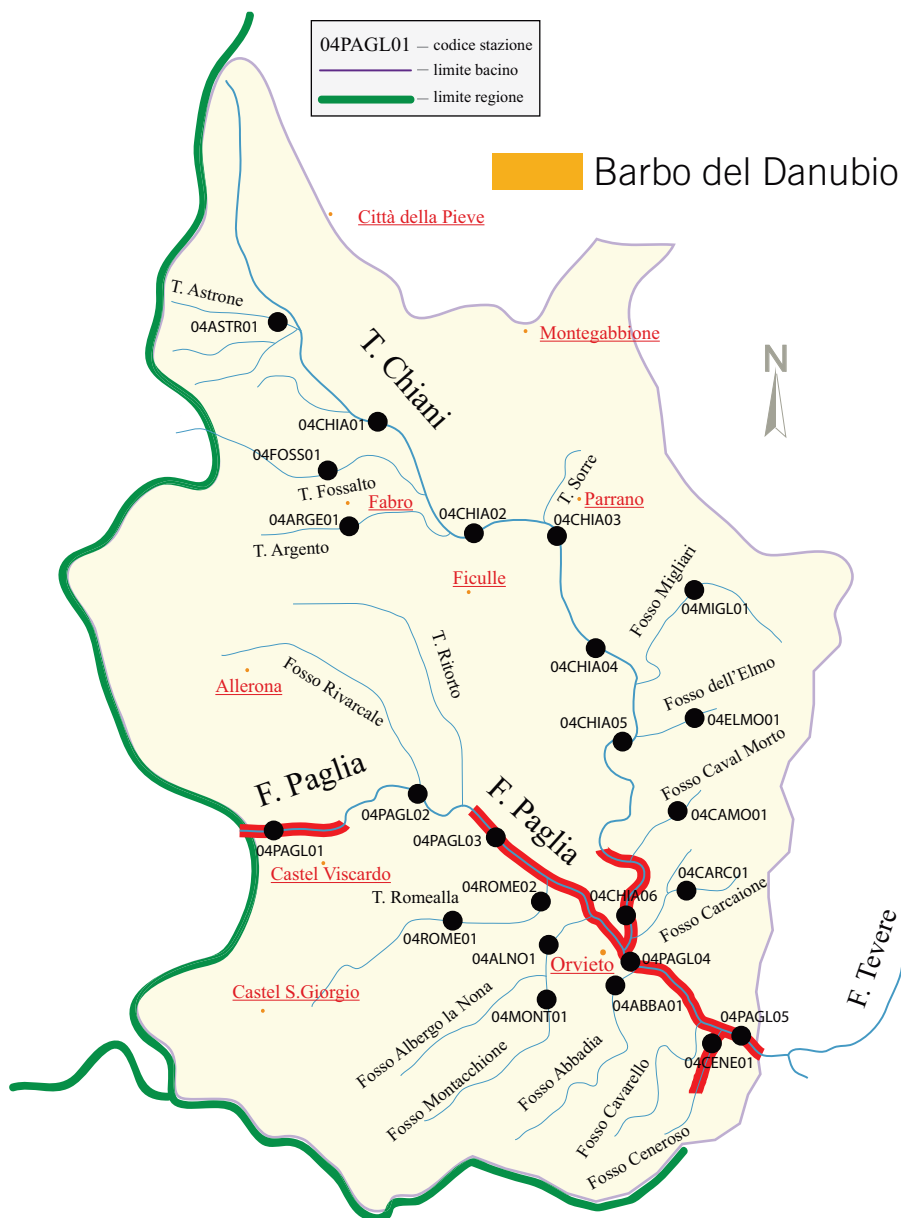 04PAGL01 – codice stazione
– limite bacino
– limite regione
Barbo del Danubio
Città della Pieve
T. Astrone
04ASTR01
Montegabbione
N
T. Chiani
04CHIA01
04FOSS01
T. Fossalto
Fabro
04ARGE01
T. Argento
04CHIA02
T. Sorre
Parrano
04CHIA03
Ficulle
Fosso Migliari
04MIGL01
04CHIA04
T. Ritorto
Allerona
Fosso Rivarcale
Fosso dell'Elmo
04ELMO01
04CHIA05
Fosso Caval Morto
04CAMO01
F. Paglia
04PAGL02
F. Paglia
04PAGL01
04PAGL03
Castel Viscardo
04ROME02
T. Romealla
04ROME01
04CARC01
04CHIA06
Fosso Carcaione
04ALNO1
Orvieto
04PAGL04
Castel S.Giorgio
04MONT01
04ABBA01
04PAGL05
F. Tevere
04CENE01
Fosso Albergo la Nona
Fosso Montacchione
Fosso Abbadia
Fosso Cavarello
Fosso Ceneroso